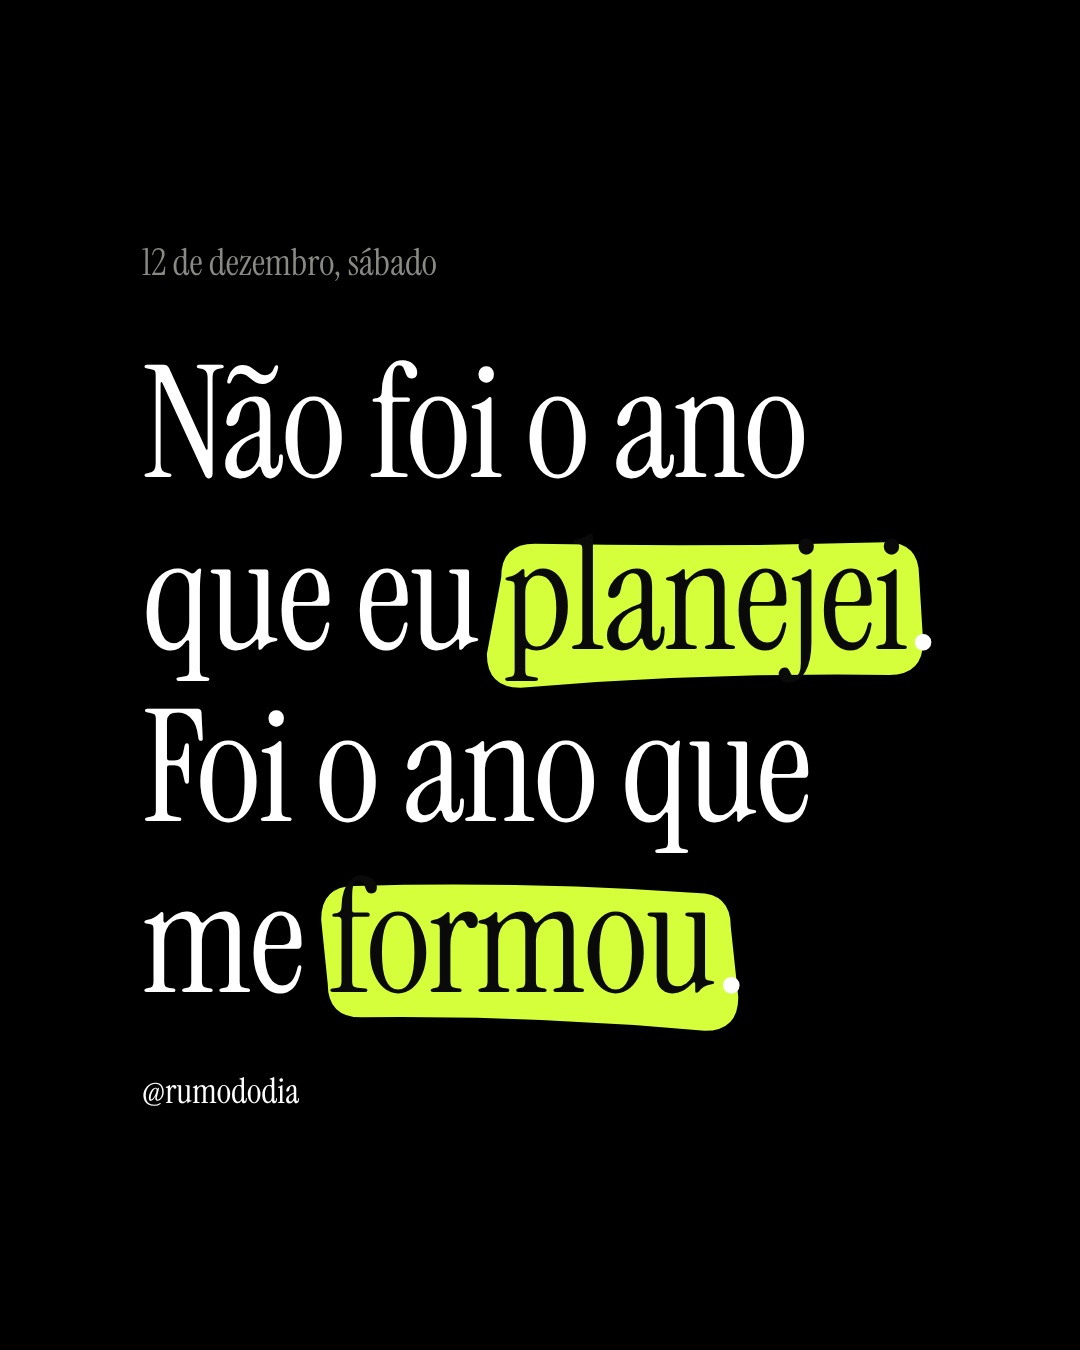 12 de dezembro, sábado
Não foi o ano
que eu planejei.
Foi o ano que
me formou.
@rumododia